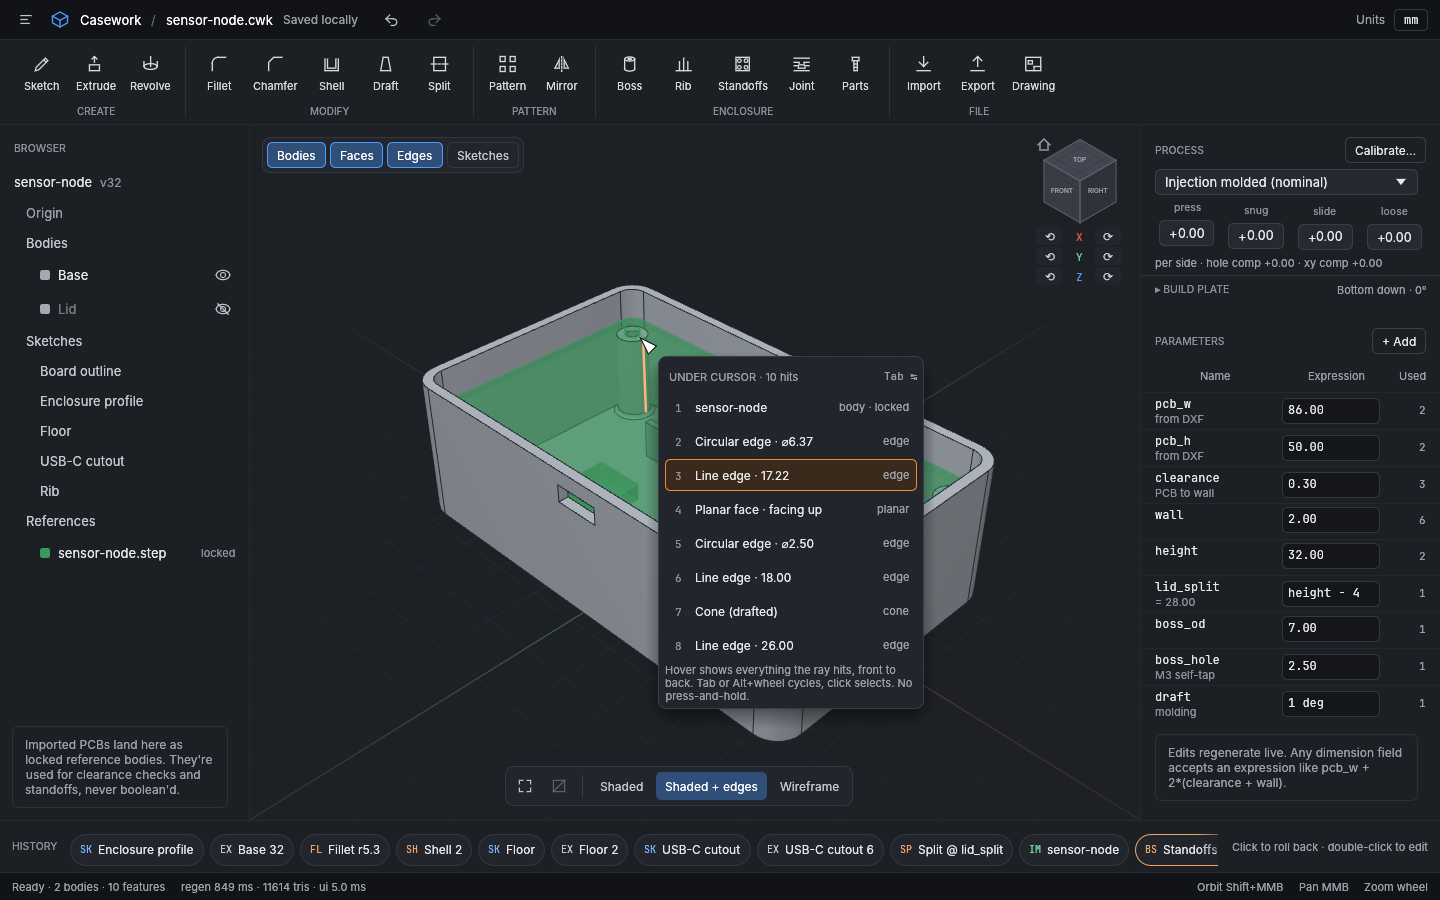 Casework / sensor-node.cwk Saved locally
Units mm
Sketch Extrude Revolve Fillet Chamfer Shell Draft Split Pattern Mirror Boss Rib Standoffs Joint Parts Import Export Drawing
CREATE MODIFY PATTERN ENCLOSURE FILE
BROWSER
sensor-node v32
Origin
Bodies
Base
Lid
Sketches
Board outline
Enclosure profile
Floor
USB-C cutout
Rib
References
sensor-node.step locked
Imported PCBs land here as
locked reference bodies. They're
used for clearance checks and
standoffs, never boolean'd.
Bodies Faces Edges Sketches
TOP
FRONT RIGHT
⟲ X ⟳
⟲ Y ⟳
⟲ Z ⟳
UNDER CURSOR · 10 hits Tab ⇆
1 sensor-node body · locked
2 Circular edge · ⌀6.37 edge
3 Line edge · 17.22 edge
4 Planar face · facing up planar
5 Circular edge · ⌀2.50 edge
6 Line edge · 18.00 edge
7 Cone (drafted) cone
8 Line edge · 26.00 edge
Hover shows everything the ray hits, front to
back. Tab or Alt+wheel cycles, click selects. No
press-and-hold.
Shaded Shaded + edges Wireframe
PROCESS Calibrate...
Injection molded (nominal)
press snug slide loose
+0.00 +0.00 +0.00 +0.00
per side · hole comp +0.00 · xy comp +0.00
▸ BUILD PLATE Bottom down · 0°
PARAMETERS + Add
Name Expression Used
pcb_w 86.00 2
from DXF
pcb_h 50.00 2
from DXF
clearance 0.30 3
PCB to wall
wall 2.00 6
height 32.00 2
lid_split height - 4 1
= 28.00
boss_od 7.00 1
boss_hole 2.50 1
M3 self-tap
draft 1 deg 1
molding
Edits regenerate live. Any dimension field
accepts an expression like pcb_w +
2*(clearance + wall).
HISTORY SK Enclosure profile EX Base 32 FL Fillet r5.3 SH Shell 2 SK Floor EX Floor 2 SK USB-C cutout EX USB-C cutout 6 SP Split @ lid_split IM sensor-node BS Standoffs Click to roll back · double-click to edit
Ready · 2 bodies · 10 features regen 849 ms · 11614 tris · ui 5.0 ms Orbit Shift+MMB Pan MMB Zoom wheel